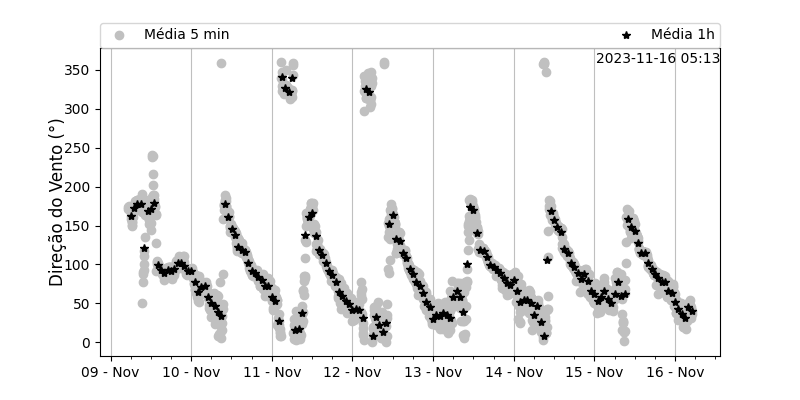 Média 5 min
Média 1h
2023-11-16 05:13
Direção do Vento (°)
350
300
250
200
150
100
50
0
09 - Nov
10 - Nov
11 - Nov
12 - Nov
13 - Nov
14 - Nov
15 - Nov
16 - Nov